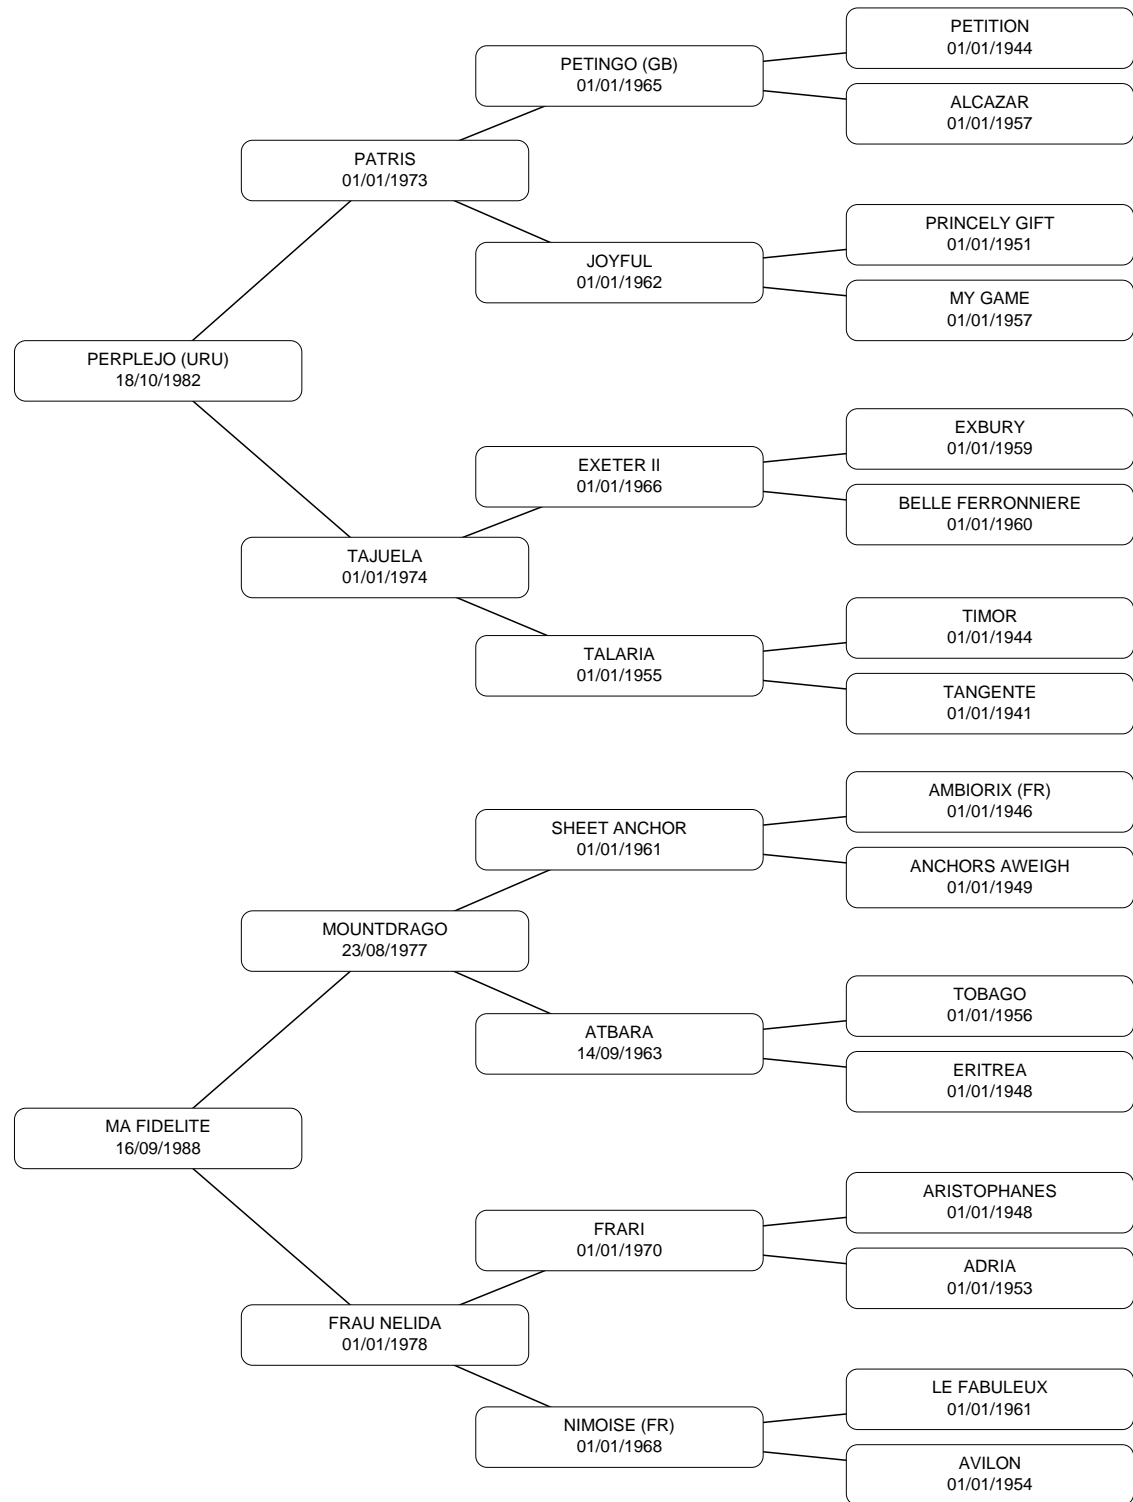 PETITION
01/01/1944
PETINGO (GB)
01/01/1965
ALCAZAR
01/01/1957
PATRIS
01/01/1973
PRINCELY GIFT
01/01/1951
JOYFUL
01/01/1962
MY GAME
01/01/1957
PERPLEJO (URU)
18/10/1982
EXBURY
01/01/1959
EXETER II
01/01/1966
BELLE FERRONNIERE
01/01/1960
TAJUELA
01/01/1974
TIMOR
01/01/1944
TALARIA
01/01/1955
TANGENTE
01/01/1941
AMBIORIX (FR)
01/01/1946
SHEET ANCHOR
01/01/1961
ANCHORS AWEIGH
01/01/1949
MOUNTDRAGO
23/08/1977
TOBAGO
01/01/1956
ATBARA
14/09/1963
ERITREA
01/01/1948
MA FIDELITE
16/09/1988
ARISTOPHANES
01/01/1948
FRARI
01/01/1970
ADRIA
01/01/1953
FRAU NELIDA
01/01/1978
LE FABULEUX
01/01/1961
NIMOISE (FR)
01/01/1968
AVILON
01/01/1954